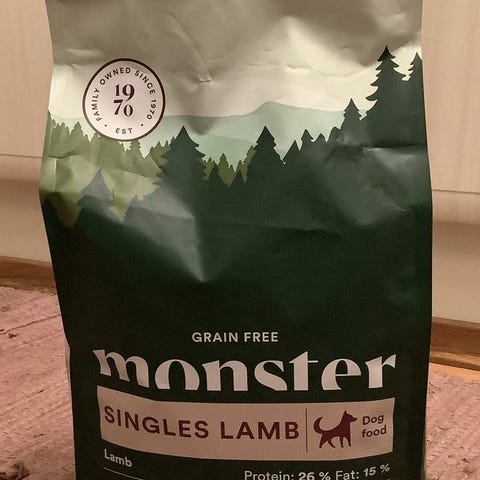 FAMILY OWNED SINCE 1970
19
70
• EST •
GRAIN FREE
monster
SINGLES LAMB
Dog
food
Lamb
Protein: 26 % Fat: 15 %